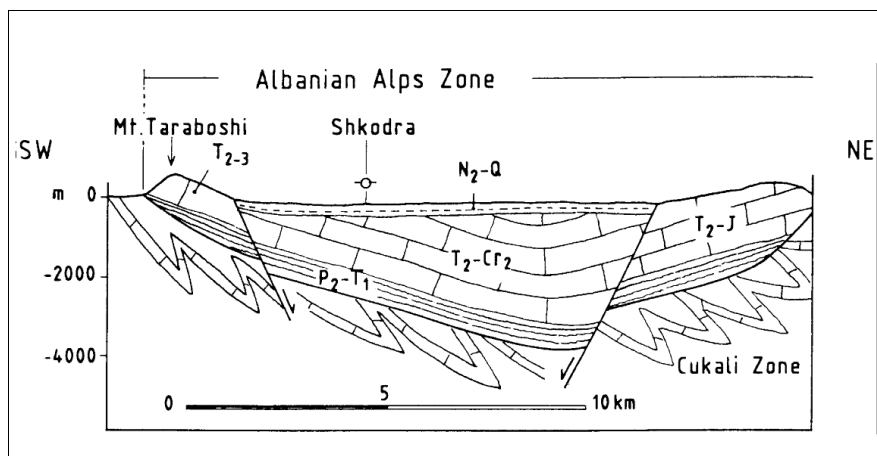 Albanian Alps Zone
Mt.Taraboshi
Shkodra
SW
T₂₋₃
N₂-Q
NE
m 0
T₂-J
T₂-Cr₂
-2000
P₂-T₁
-4000
Cukali Zone
0 5 10 km